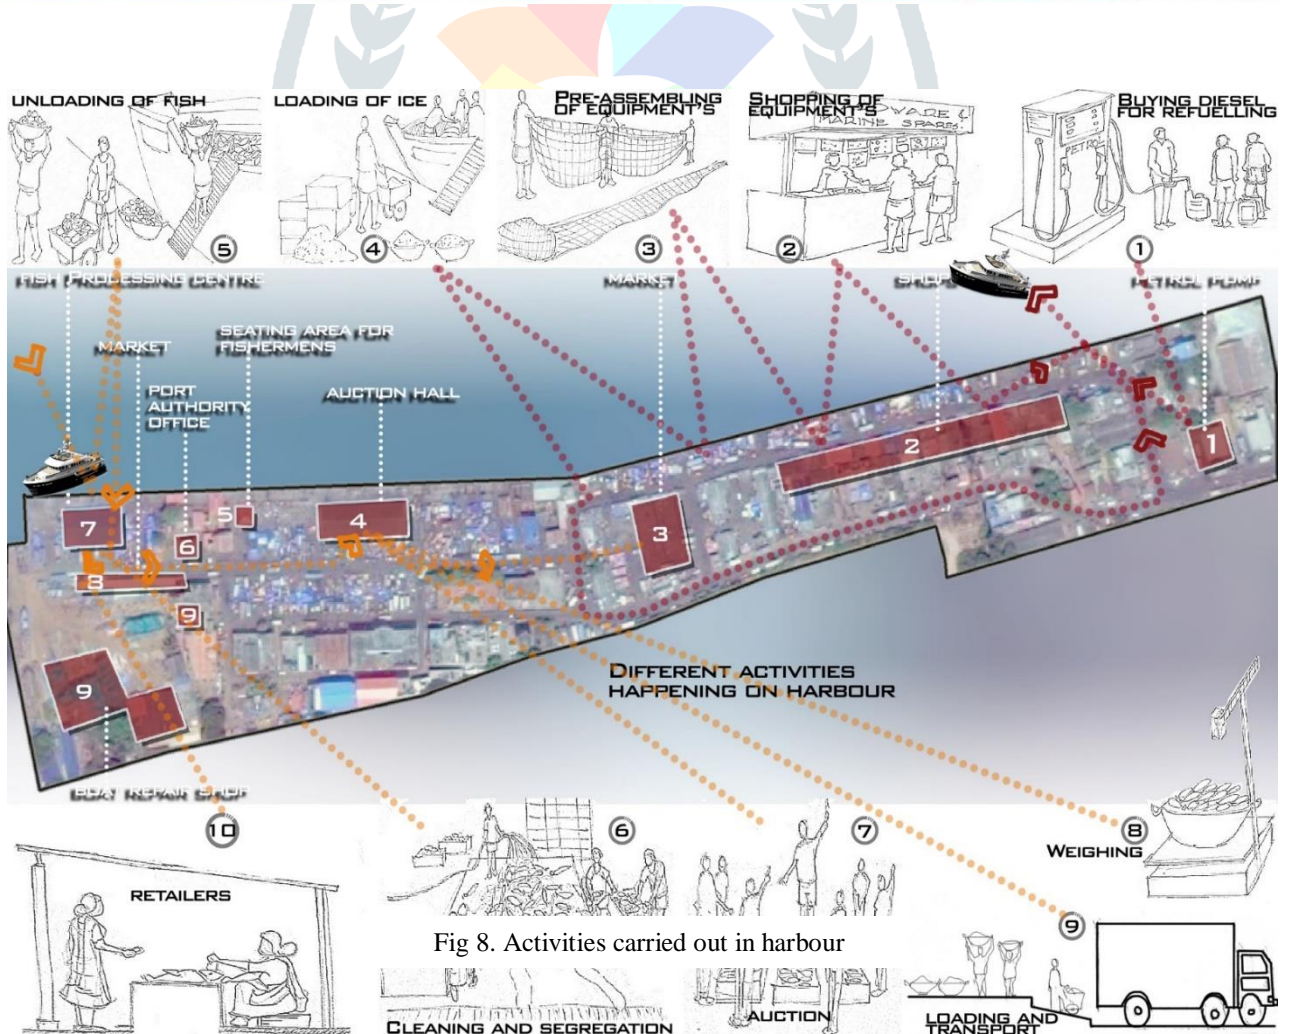 UNLOADING OF FISH
LOADING OF ICE
PRE-ASSEMBLING
OF EQUIPMENT'S
SHOPPING OF
EQUIPMENT'S
WARE &
MARINE SPARES
BUYING DIESEL
FOR REFUELLING
PETROL
5
4
3
2
1
FISH PROCESSING CENTRE
MARKET
SHOPS
PETROL PUMP
MARKET
SEATING AREA FOR
FISHERMENS
PORT
AUTHORITY
OFFICE
AUCTION HALL
1
2
3
4
5
6
7
8
9
9
DIFFERENT ACTIVITIES
HAPPENING ON HARBOUR
BOAT REPAIR SHOP
10
6
7
8
WEIGHING
RETAILERS
9
Fig 8. Activities carried out in harbour
CLEANING AND SEGREGATION
AUCTION
LOADING AND
TRANSPORT